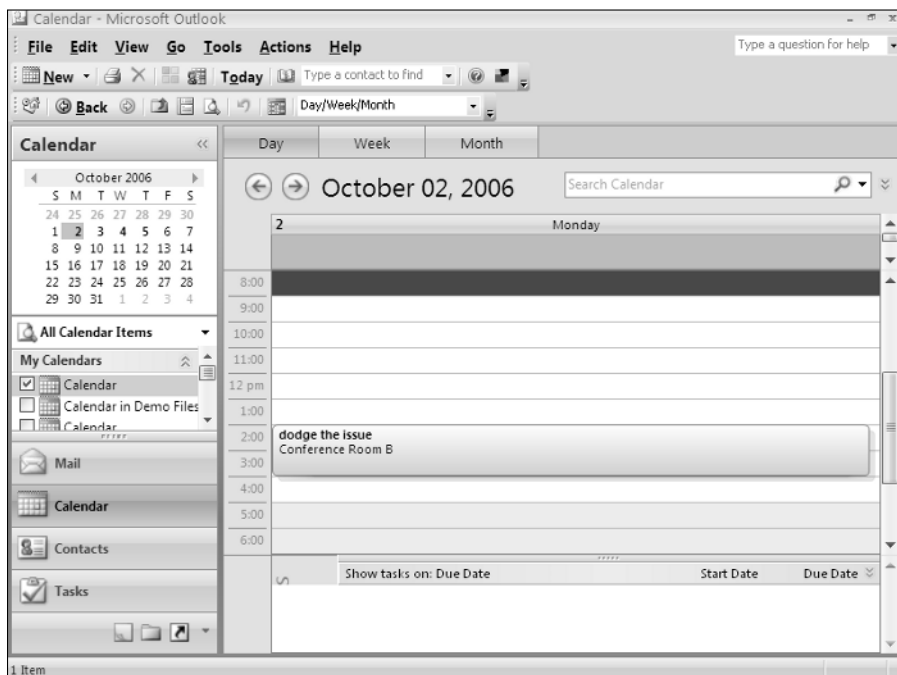 Calendar - Microsoft Outlook
File Edit View Go Tools Actions Help
Type a question for help
New Today Type a contact to find
Back Day/Week/Month
Calendar
Day Week Month
October 2006
S M T W T F S
24 25 26 27 28 29 30
1 2 3 4 5 6 7
8 9 10 11 12 13 14
15 16 17 18 19 20 21
22 23 24 25 26 27 28
29 30 31 1 2 3 4
October 02, 2006
Search Calendar
2 Monday
All Calendar Items
My Calendars
Calendar
Calendar in Demo Files
Calendar
Mail
Calendar
Contacts
Tasks
8:00
9:00
10:00
11:00
12 pm
1:00
2:00
3:00
4:00
5:00
6:00
dodge the issue
Conference Room B
Show tasks on: Due Date Start Date Due Date
1 Item